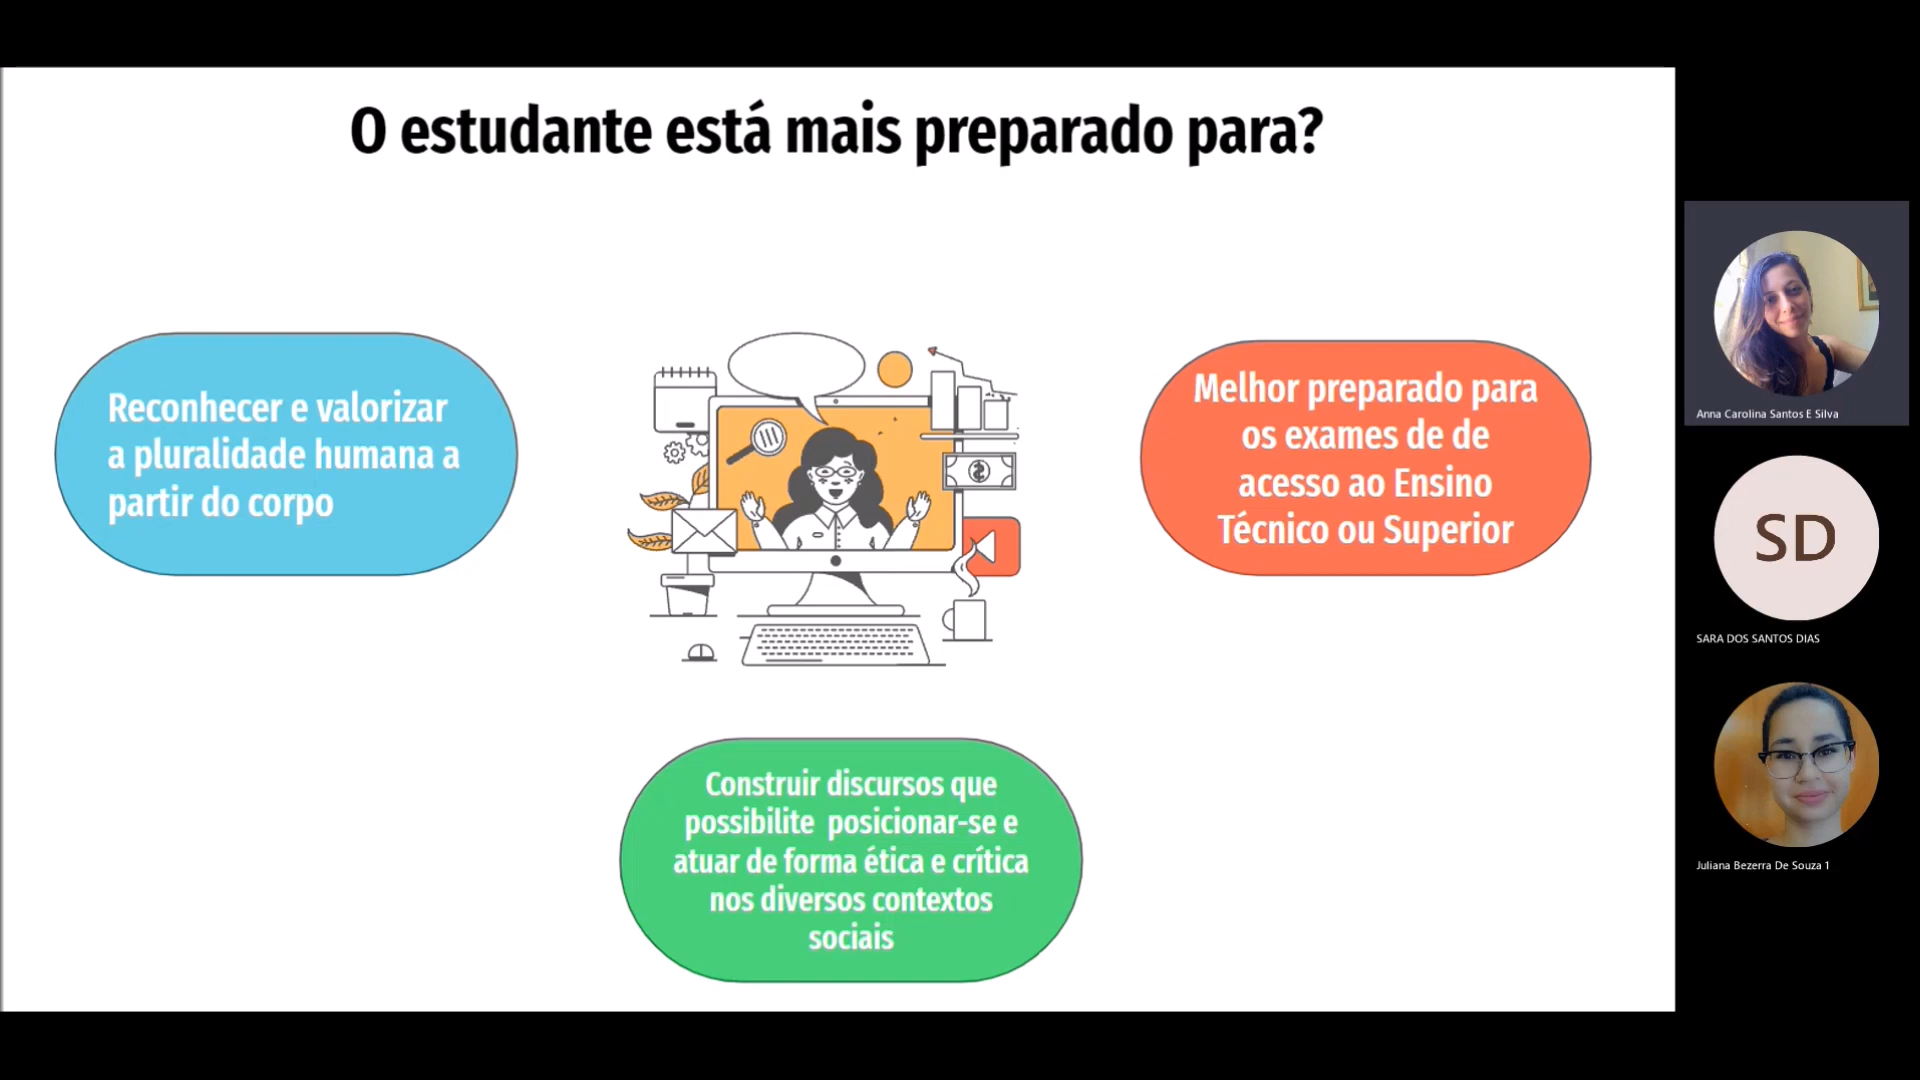 O estudante está mais preparado para?
Reconhecer e valorizar
a pluralidade humana a
partir do corpo
Melhor preparado para
os exames de de
acesso ao Ensino
Técnico ou Superior
Construir discursos que
possibilite  posicionar-se e
atuar de forma ética e crítica
nos diversos contextos
sociais
Anna Carolina Santos E Silva
SD
SARA DOS SANTOS DIAS
Juliana Bezerra De Souza 1